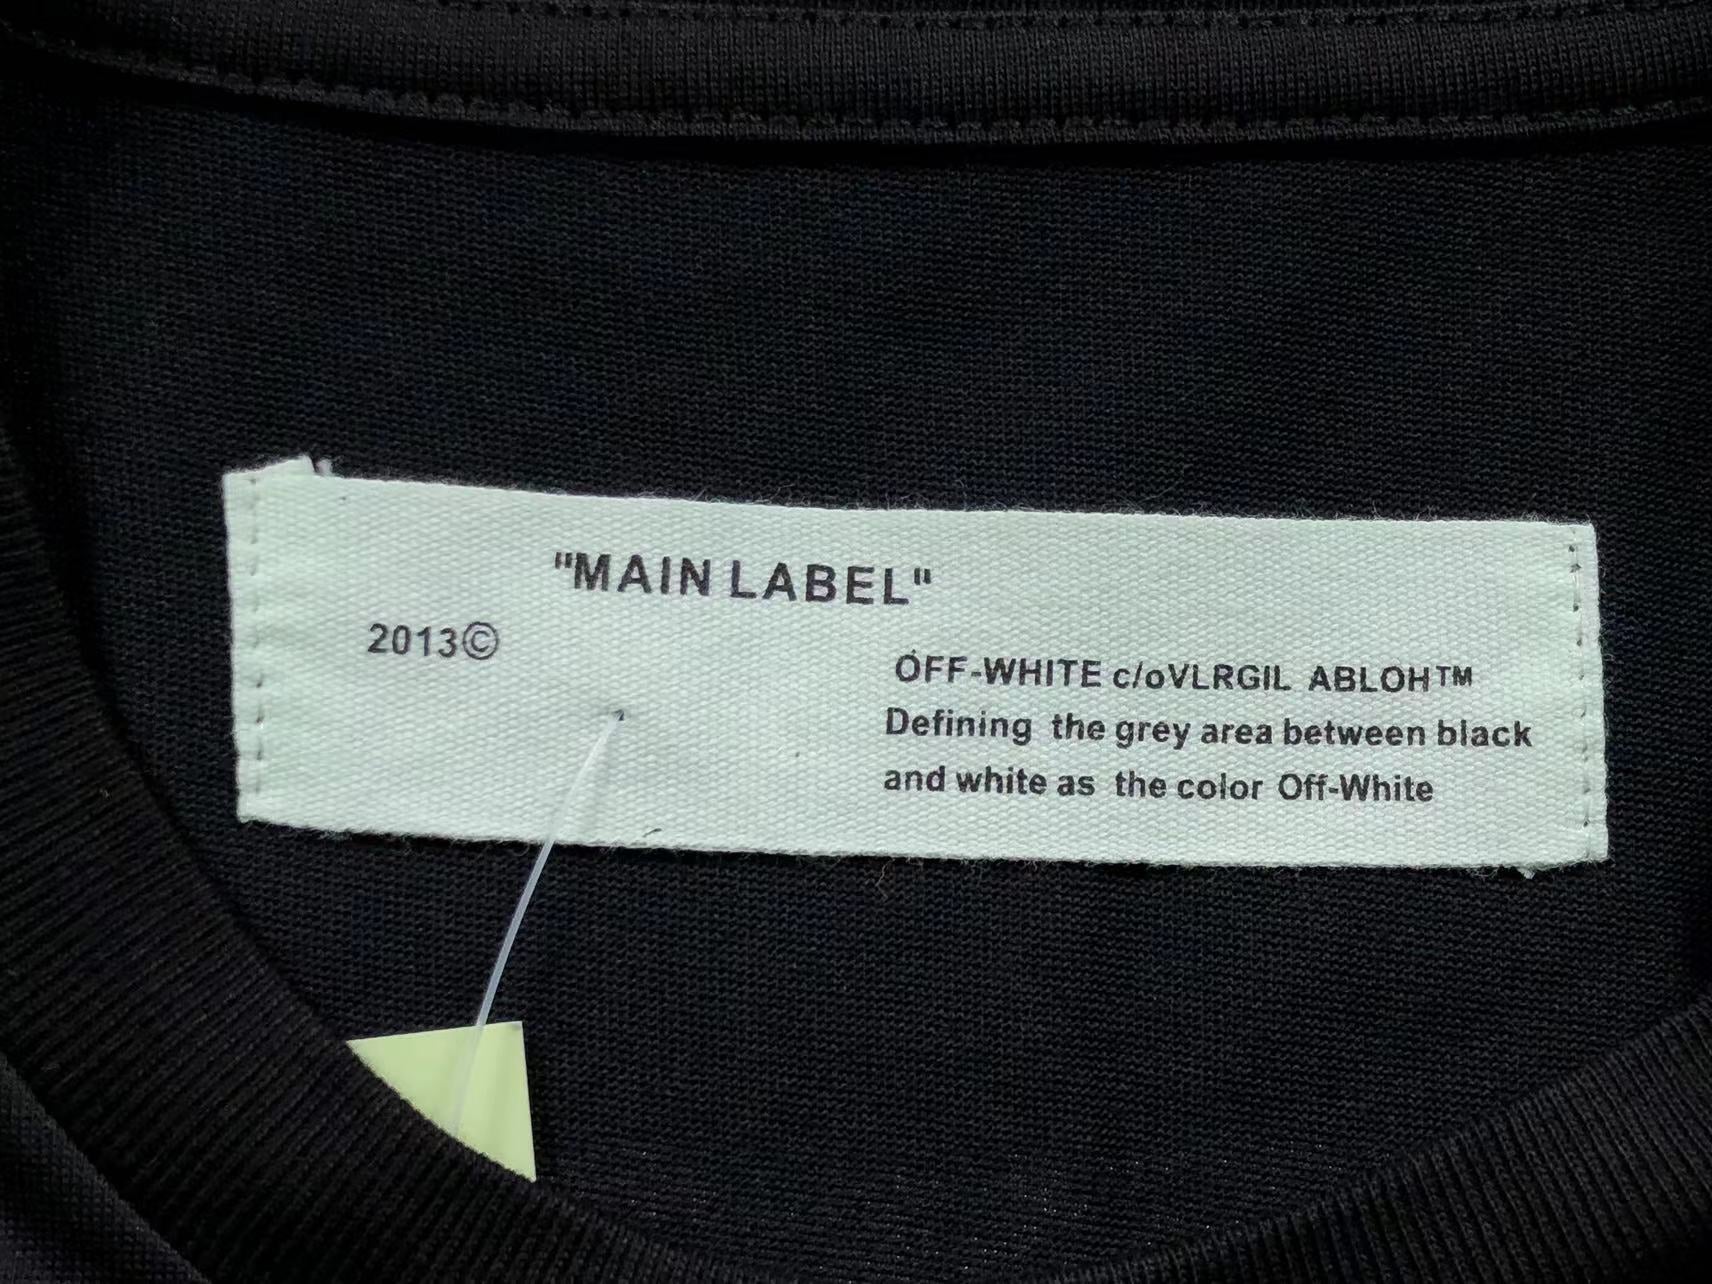 "MAIN LABEL"
2013©
OFF-WHITE c/oVLRGIL ABLOH™
Defining the grey area between black
and white as the color Off-White